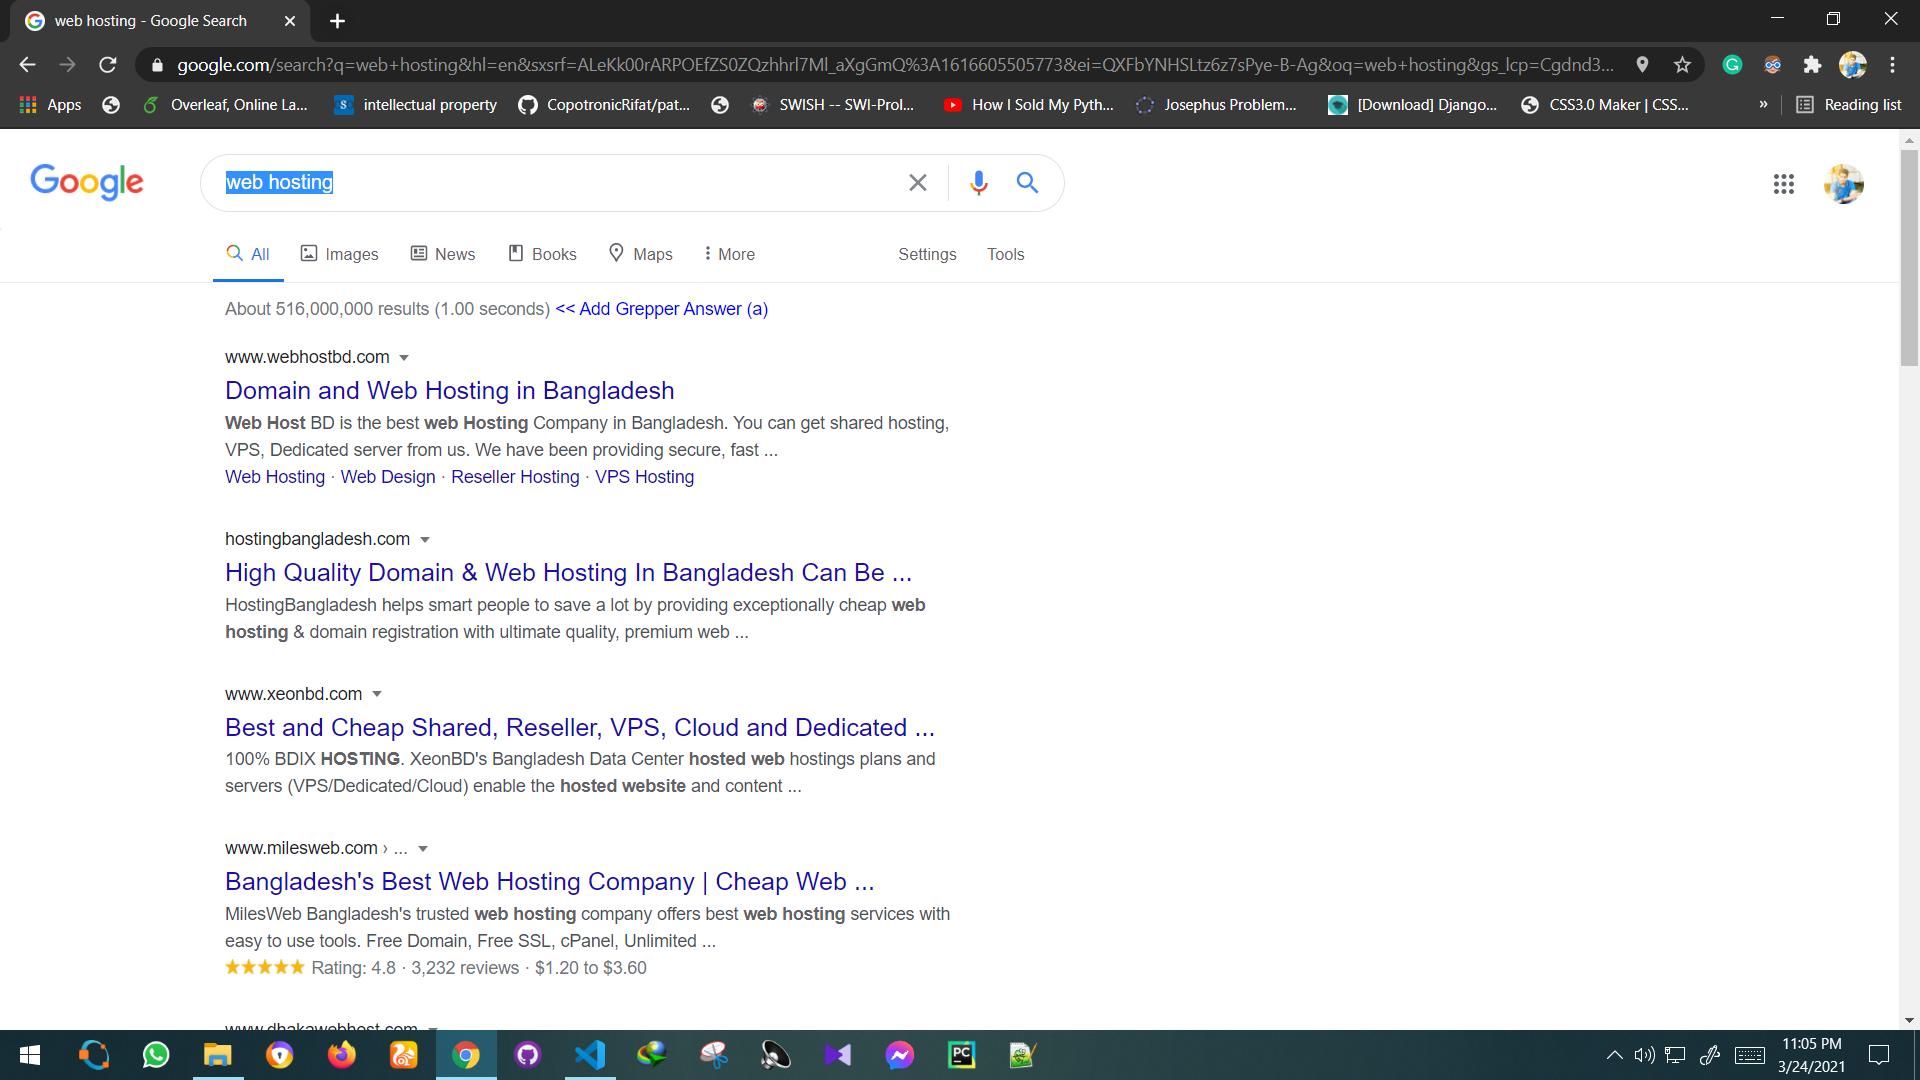 web hosting - Google Search
google.com/search?q=web+hosting&hl=en&sxsrf=ALeKk00rARPOEfZS0ZQzhhrl7Ml_aXgGmQ%3A1616605505773&ei=QXFbYNHSLtz6z7sPye-B-Ag&oq=web+hosting&gs_lcp=Cgdnd3...
Apps Overleaf, Online La... intellectual property CopotronicRifat/pat... SWISH -- SWI-Prol... How I Sold My Pyth... Josephus Problem... [Download] Django... CSS3.0 Maker | CSS... » Reading list
Google web hosting
All Images News Books Maps More Settings Tools
About 516,000,000 results (1.00 seconds) << Add Grepper Answer (a)
www.webhostbd.com
Domain and Web Hosting in Bangladesh
Web Host BD is the best web Hosting Company in Bangladesh. You can get shared hosting,
VPS, Dedicated server from us. We have been providing secure, fast ...
Web Hosting · Web Design · Reseller Hosting · VPS Hosting
hostingbangladesh.com
High Quality Domain & Web Hosting In Bangladesh Can Be ...
HostingBangladesh helps smart people to save a lot by providing exceptionally cheap web
hosting & domain registration with ultimate quality, premium web ...
www.xeonbd.com
Best and Cheap Shared, Reseller, VPS, Cloud and Dedicated ...
100% BDIX HOSTING. XeonBD's Bangladesh Data Center hosted web hostings plans and
servers (VPS/Dedicated/Cloud) enable the hosted website and content ...
www.milesweb.com › ...
Bangladesh's Best Web Hosting Company | Cheap Web ...
MilesWeb Bangladesh's trusted web hosting company offers best web hosting services with
easy to use tools. Free Domain, Free SSL, cPanel, Unlimited ...
Rating: 4.8 · 3,232 reviews · $1.20 to $3.60
www.dhakawebhost.com
PC
11:05 PM
3/24/2021